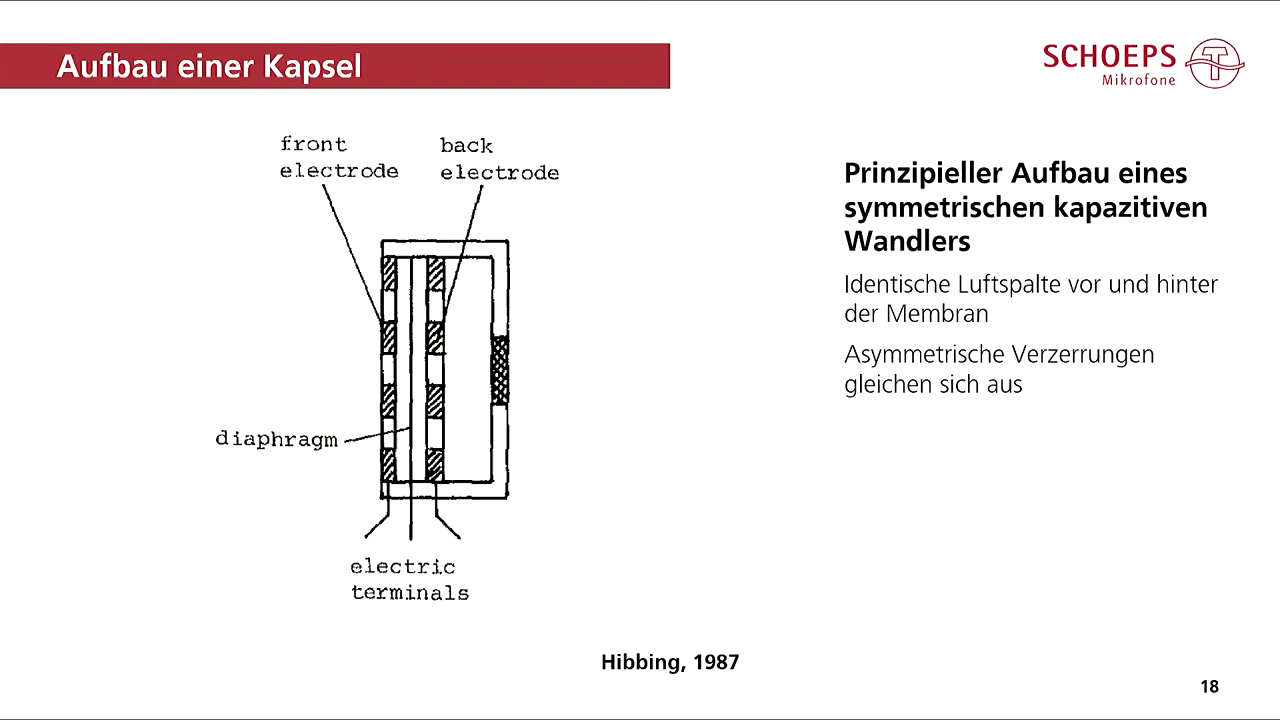 Aufbau einer Kapsel
SCHOEPS
Mikrofone
front
electrode
back
electrode
diaphragm
electric
terminals
Prinzipieller Aufbau eines
symmetrischen kapazitiven
Wandlers
Identische Luftspalte vor und hinter
der Membran
Asymmetrische Verzerrungen
gleichen sich aus
Hibbing, 1987
18